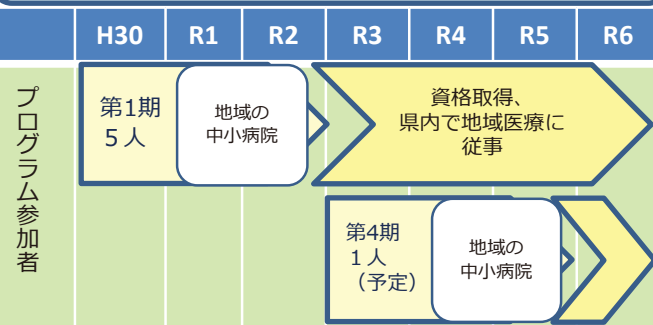 H30 R1 R2 R3 R4 R5 R6
プログラム参加者
第1期
５人
地域の
中小病院
資格取得、
県内で地域医療に
従事
第4期
１人
（予定）
地域の
中小病院